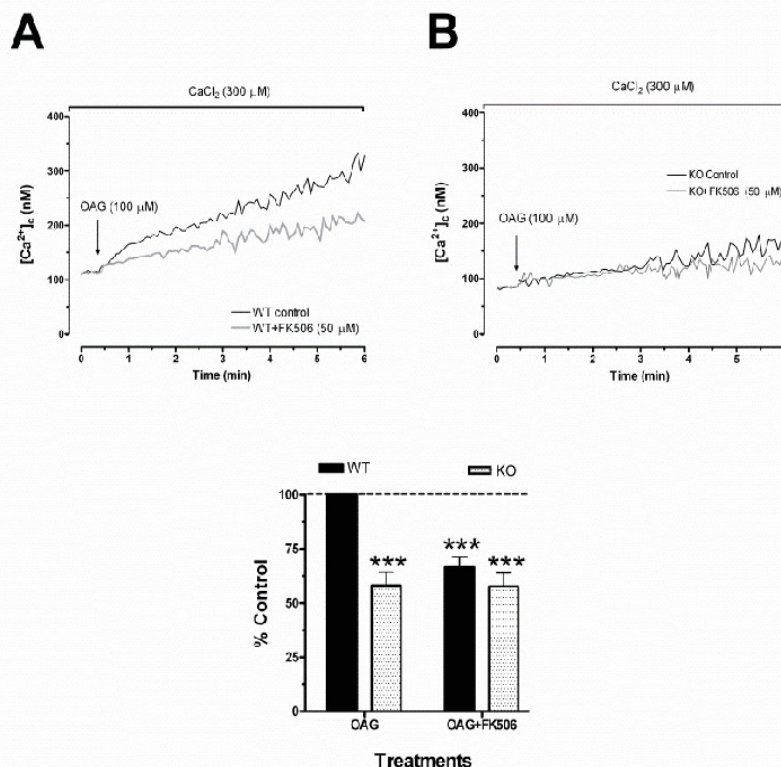 A
CaCl₂ (300 µM)
400
300
200
100
0
[Ca²⁺]c (nM)
OAG (100 µM)
WT control
WT+FK506 (50 µM)
0 1 2 3 4 5 6
Time (min)
B
CaCl₂ (300 µM)
400
300
200
100
0
[Ca²⁺]c (nM)
KO Control
KO+FK506 (50 µM)
OAG (100 µM)
0 1 2 3 4 5
Time (min)
WT KO
100
75
50
25
0
% Control
***
*** ***
OAG OAG+FK506
Treatments